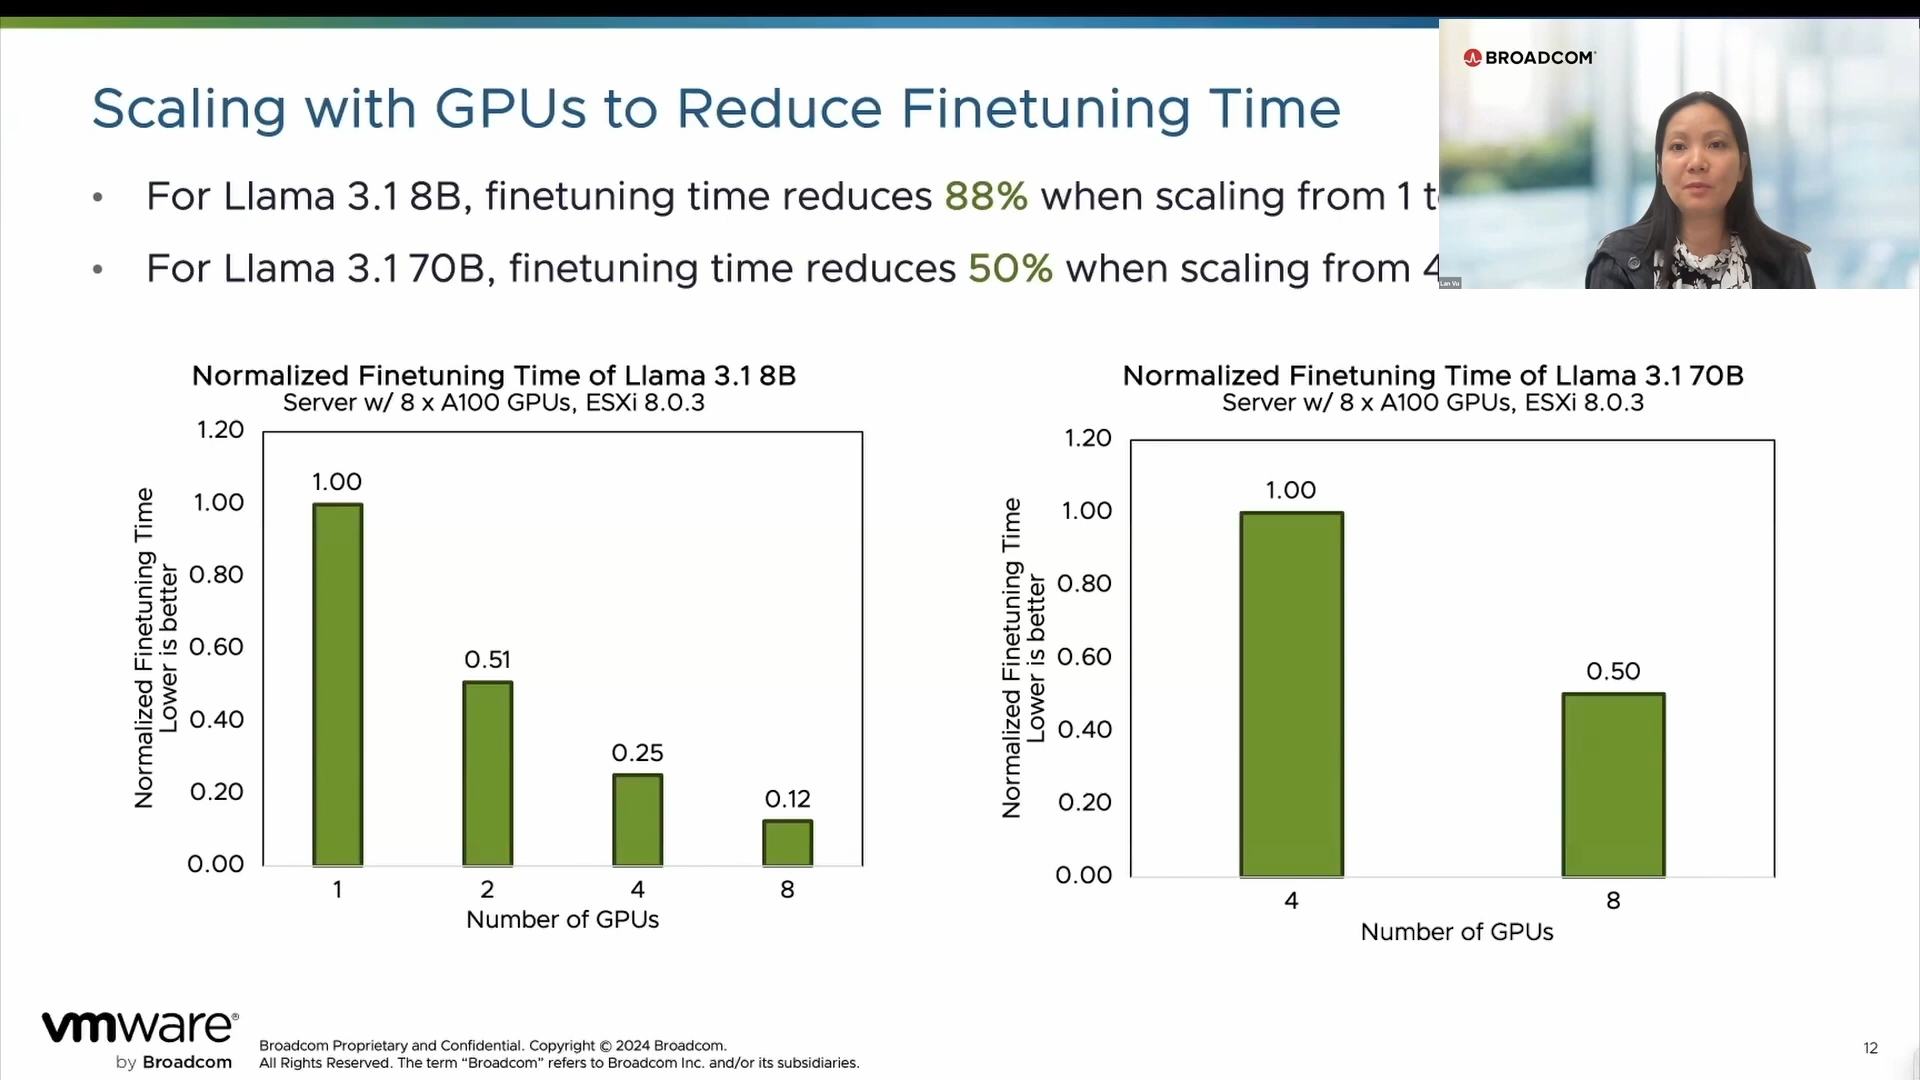 BROADCOM
Scaling with GPUs to Reduce Finetuning Time
• For Llama 3.1 8B, finetuning time reduces 88% when scaling from 1
• For Llama 3.1 70B, finetuning time reduces 50% when scaling from 4
Lan Vu
Normalized Finetuning Time of Llama 3.1 8B
Server w/ 8 x A100 GPUs, ESXi 8.0.3
Normalized Finetuning Time
Lower is better
1.20
1.00
0.80
0.60
0.40
0.20
0.00
1.00
0.51
0.25
0.12
1
2
4
8
Number of GPUs
Normalized Finetuning Time of Llama 3.1 70B
Server w/ 8 x A100 GPUs, ESXi 8.0.3
Normalized Finetuning Time
Lower is better
1.20
1.00
0.80
0.60
0.40
0.20
0.00
1.00
0.50
4
8
Number of GPUs
vmware®
by Broadcom
Broadcom Proprietary and Confidential. Copyright © 2024 Broadcom.
All Rights Reserved. The term “Broadcom” refers to Broadcom Inc. and/or its subsidiaries.
12